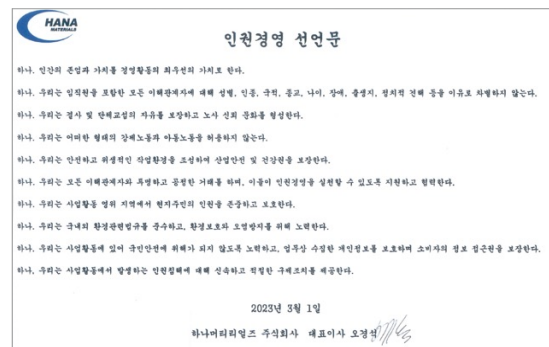 HANA
MATERIALS
인권경영 선언문
하나. 인간의 존엄과 가치를 경영활동의 최우선의 가치로 한다.
하나. 우리는 임직원을 포함한 모든 이해관계자에 대해 성별, 인종, 국적, 종교, 나이, 장애, 출생지, 정치적 견해 등을 이유로 차별하지 않는다.
하나. 우리는 결사 및 단체교섭의 자유를 보장하고 노사 신뢰 문화를 형성한다.
하나. 우리는 어떠한 형태의 강제노동과 아동노동을 허용하지 않는다.
하나. 우리는 안전하고 위생적인 작업환경을 조성하여 산업안전 및 건강권을 보장한다.
하나. 우리는 모든 이해관계자와 투명하고 공정한 거래를 하며, 이들이 인권경영을 실천할 수 있도록 지원하고 협력한다.
하나. 우리는 사업활동 영위 지역에서 현지주민의 인권을 존중하고 보호한다.
하나. 우리는 국내외 환경관련법규를 준수하고, 환경보호와 오염방지를 위해 노력한다.
하나. 우리는 사업활동에 있어 국민안전에 위해가 되지 않도록 노력하고, 업무상 수집한 개인정보를 보호하며 소비자의 정보 접근권을 보장한다.
하나. 우리는 사업활동에서 발생하는 인권침해에 대해 신속하고 적절한 구제조치를 제공한다.
2023년 3월 1일
하나머티리얼즈 주식회사 대표이사 오경석